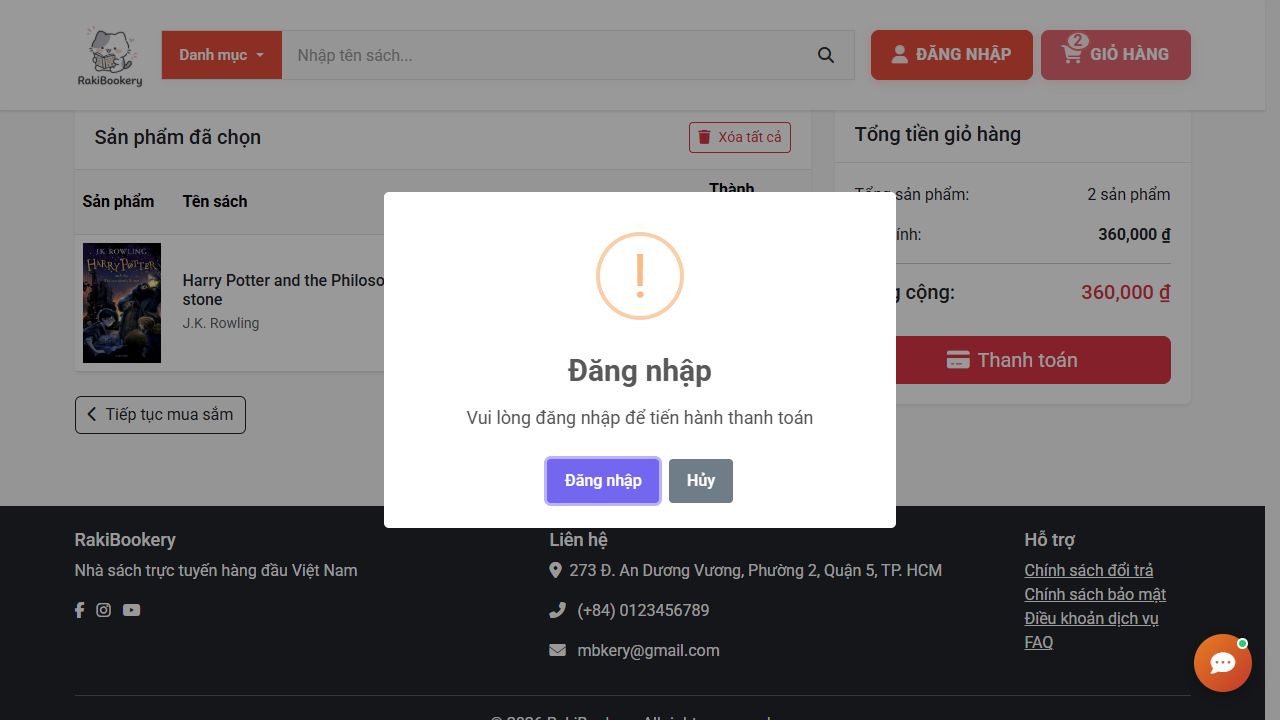 RakiBookery
Danh mục
Nhập tên sách...
ĐĂNG NHẬP
2
GIỎ HÀNG
Sản phẩm đã chọn
Xóa tất cả
Sản phẩm
Tên sách
Thành
J.K. ROWLING
HARRY POTTER
Harry Potter and the Philoso
stone
J.K. Rowling
Tiếp tục mua sắm
Tổng tiền giỏ hàng
Tổng sản phẩm:
2 sản phẩm
ính:
360,000 ₫
g cộng:
360,000 ₫
Thanh toán
Đăng nhập
Vui lòng đăng nhập để tiến hành thanh toán
Đăng nhập
Hủy
RakiBookery
Nhà sách trực tuyến hàng đầu Việt Nam
Liên hệ
273 Đ. An Dương Vương, Phường 2, Quận 5, TP. HCM
(+84) 0123456789
mbkery@gmail.com
Hỗ trợ
Chính sách đổi trả
Chính sách bảo mật
Điều khoản dịch vụ
FAQ